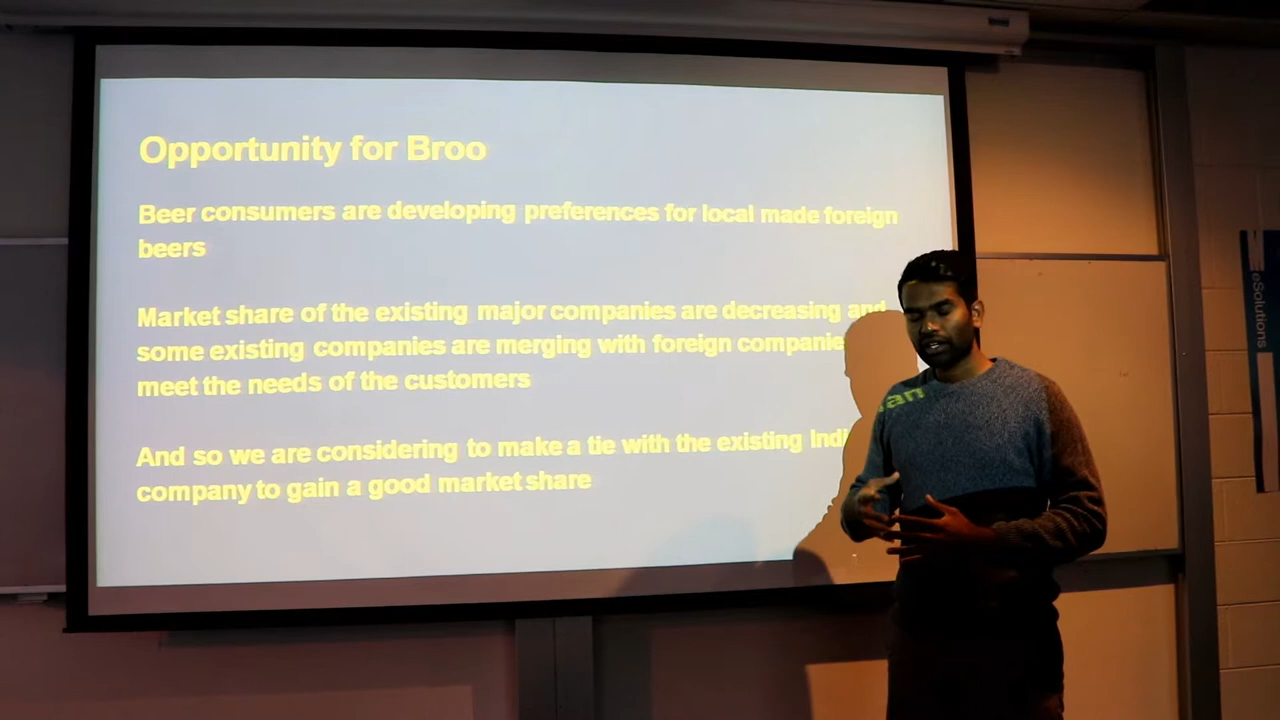 Opportunity for Broo
Beer consumers are developing preferences for local made foreign
beers
Market share of the existing major companies are decreasing and
some existing companies are merging with foreign
meet the needs of the customers
And so we are considering to make a tie with the existing
company to gain a good market share
an
eSolutions